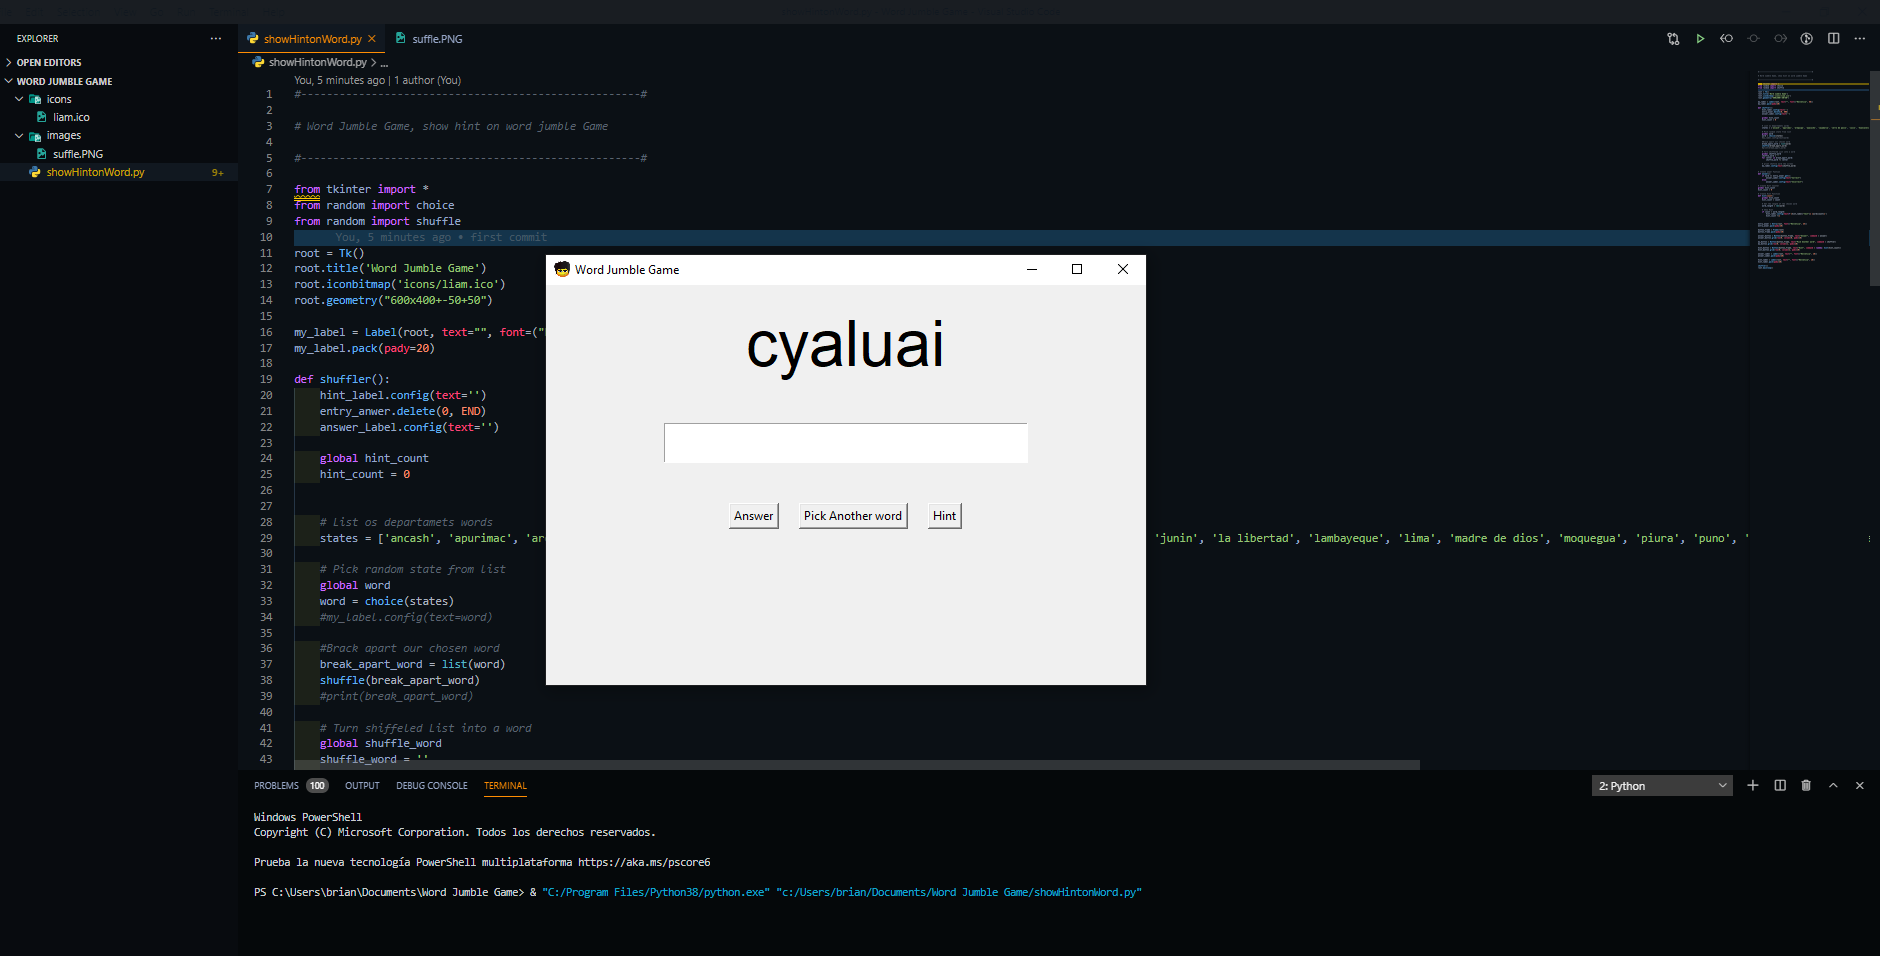 EXPLORER
OPEN EDITORS
WORD JUMBLE GAME
icons
liam.ico
images
suffle.PNG
showHintonWord.py 9+
showHintonWord.py
suffle.PNG
showHintonWord.py > ...
You, 5 minutes ago | 1 author (You)
1 #-----------------------------------------------------#
2
3 # Word Jumble Game, show hint on word jumble Game
4
5 #-----------------------------------------------------#
6
7 from tkinter import *
8 from random import choice
9 from random import shuffle
10 You, 5 minutes ago • first commit
11 root = Tk()
12 root.title('Word Jumble Game')
13 root.iconbitmap('icons/liam.ico')
14 root.geometry("600x400+-50+50")
15
16 my_label = Label(root, text="", font=("
17 my_label.pack(pady=20)
18
19 def shuffler():
20 hint_label.config(text='')
21 entry_anwer.delete(0, END)
22 answer_Label.config(text='')
23
24 global hint_count
25 hint_count = 0
26
27
28 # List os departamets words
29 states = ['ancash', 'apurimac', 'ar 'junin', 'la libertad', 'lambayeque', 'lima', 'madre de dios', 'moquegua', 'piura', 'puno', '
30
31 # Pick random state from list
32 global word
33 word = choice(states)
34 #my_label.config(text=word)
35
36 #Brack apart our chosen word
37 break_apart_word = list(word)
38 shuffle(break_apart_word)
39 #print(break_apart_word)
40
41 # Turn shiffeled List into a word
42 global shuffle_word
43 shuffle_word = ''
Word Jumble Game
cyaluai
Answer
Pick Another word
Hint
PROBLEMS 100 OUTPUT DEBUG CONSOLE TERMINAL
2: Python
Windows PowerShell
Copyright (C) Microsoft Corporation. Todos los derechos reservados.
Prueba la nueva tecnología PowerShell multiplataforma https://aka.ms/pscore6
PS C:\Users\brian\Documents\Word Jumble Game> & "C:/Program Files/Python38/python.exe" "c:/Users/brian/Documents/Word Jumble Game/showHintonWord.py"